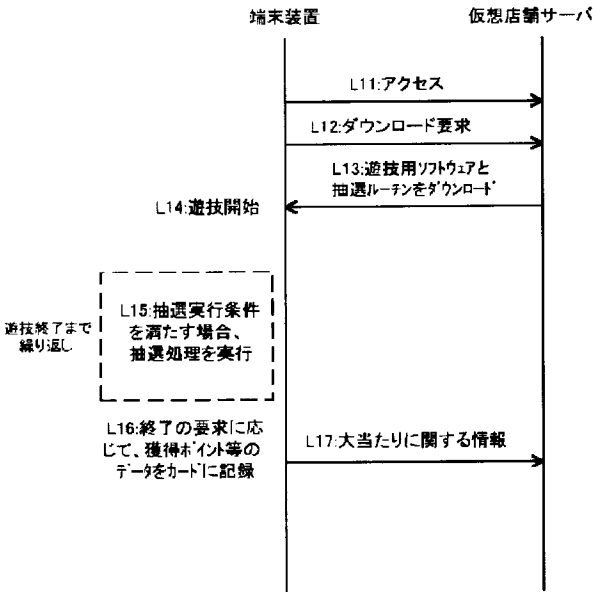 端末装置
仮想店舗サーバ
L11:アクセス
L12:ダウンロード要求
L13:遊技用ソフトウェアと
抽選ルーチンをダウンロード
L14:遊技開始
L15:抽選実行条件
を満たす場合、
抽選処理を実行
遊技終了まで
繰り返し
L16:終了の要求に応
じて、獲得ポイント等の
データをカードに記録
L17:大当たりに関する情報